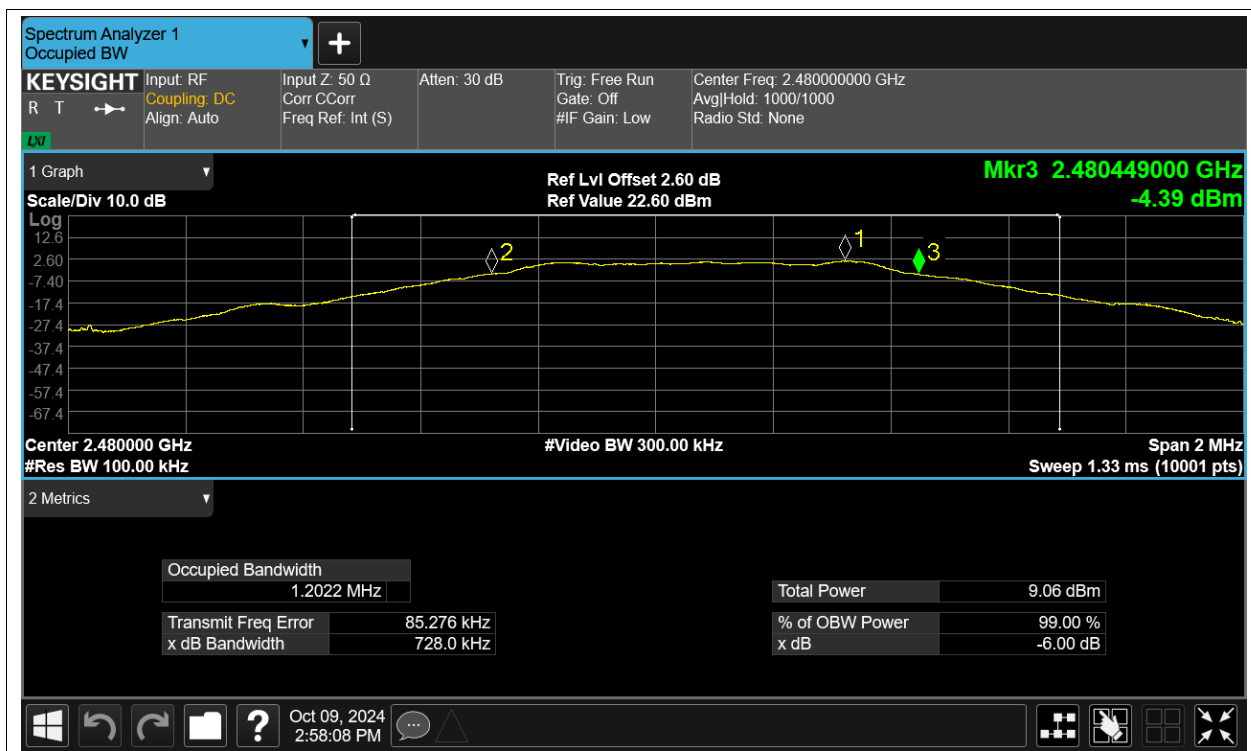 Spectrum Analyzer 1
Occupied BW
KEYSIGHT
R T
LXI
Input: RF
Coupling: DC
Align: Auto
Input Z: 50 Ω
Corr CCorr
Freq Ref: Int (S)
Atten: 30 dB
Trig: Free Run
Gate: Off
#IF Gain: Low
Center Freq: 2.480000000 GHz
Avg|Hold: 1000/1000
Radio Std: None
1 Graph
Scale/Div 10.0 dB
Ref Lvl Offset 2.60 dB
Ref Value 22.60 dBm
Mkr3 2.480449000 GHz
-4.39 dBm
Log
12.6
2.60
-7.40
-17.4
-27.4
-37.4
-47.4
-57.4
-67.4
2
1
3
Center 2.480000 GHz
#Res BW 100.00 kHz
#Video BW 300.00 kHz
Span 2 MHz
Sweep 1.33 ms (10001 pts)
2 Metrics
Occupied Bandwidth
1.2022 MHz
Transmit Freq Error 85.276 kHz
x dB Bandwidth 728.0 kHz
Total Power 9.06 dBm
% of OBW Power 99.00 %
x dB -6.00 dB
?
Oct 09, 2024
2:58:08 PM